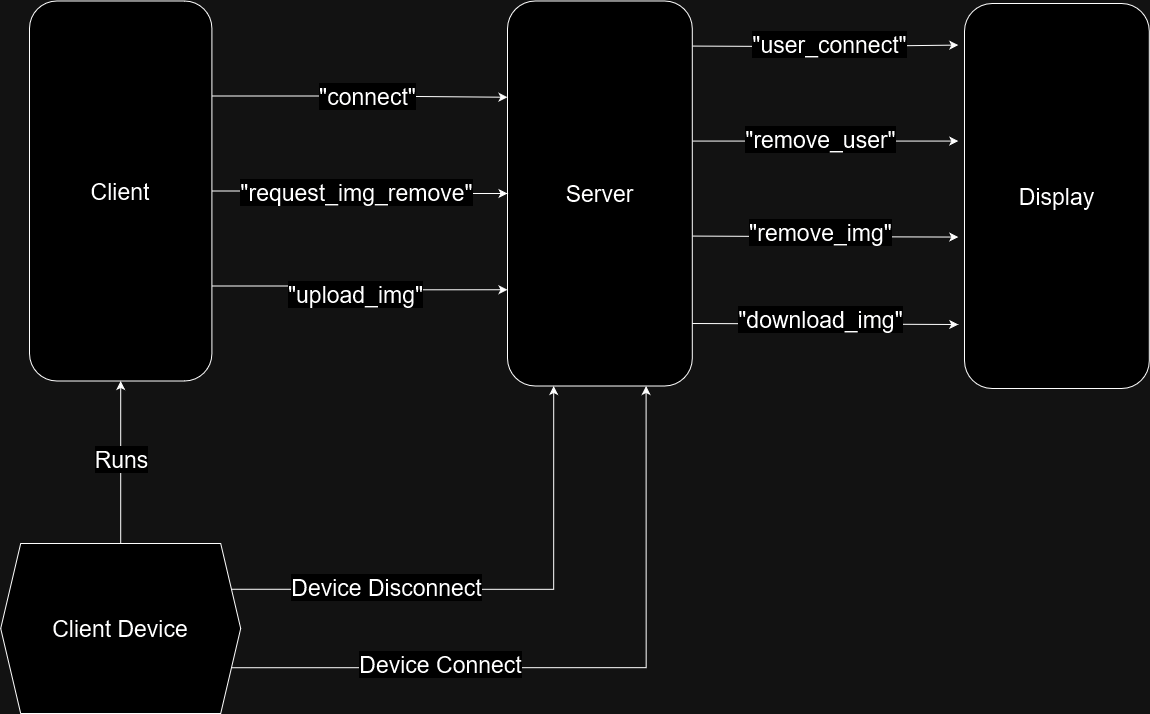 "user_connect"
"connect"
"remove_user"
Client
"request_img_remove"
Server
Display
"remove_img"
"upload_img"
"download_img"
Runs
Device Disconnect
Client Device
Device Connect